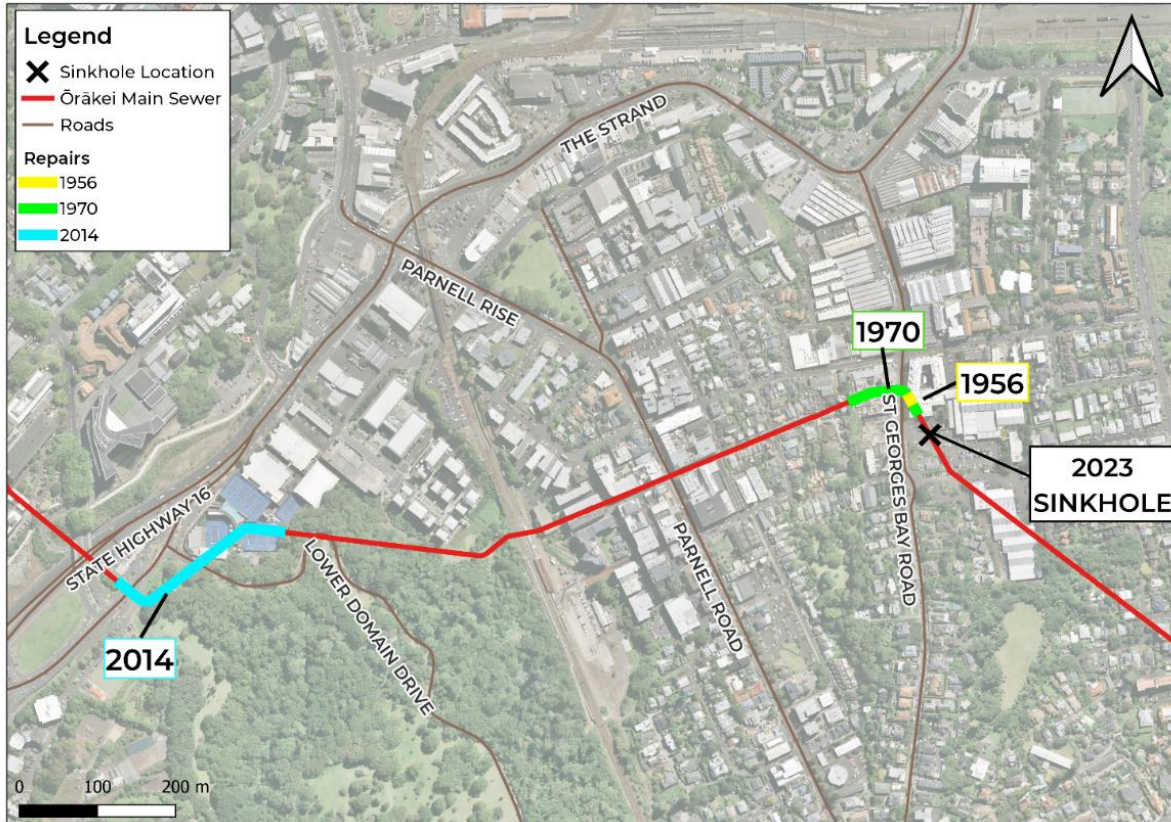 Legend
Sinkhole Location
Ōrākei Main Sewer
Roads
Repairs
1956
1970
2014
THE STRAND
PARNELL RISE
1970
1956
ST GEORGES BAY ROAD
2023
SINKHOLE
STATE HIGHWAY 16
LOWER DOMAIN DRIVE
PARNELL ROAD
2014
0 100 200 m